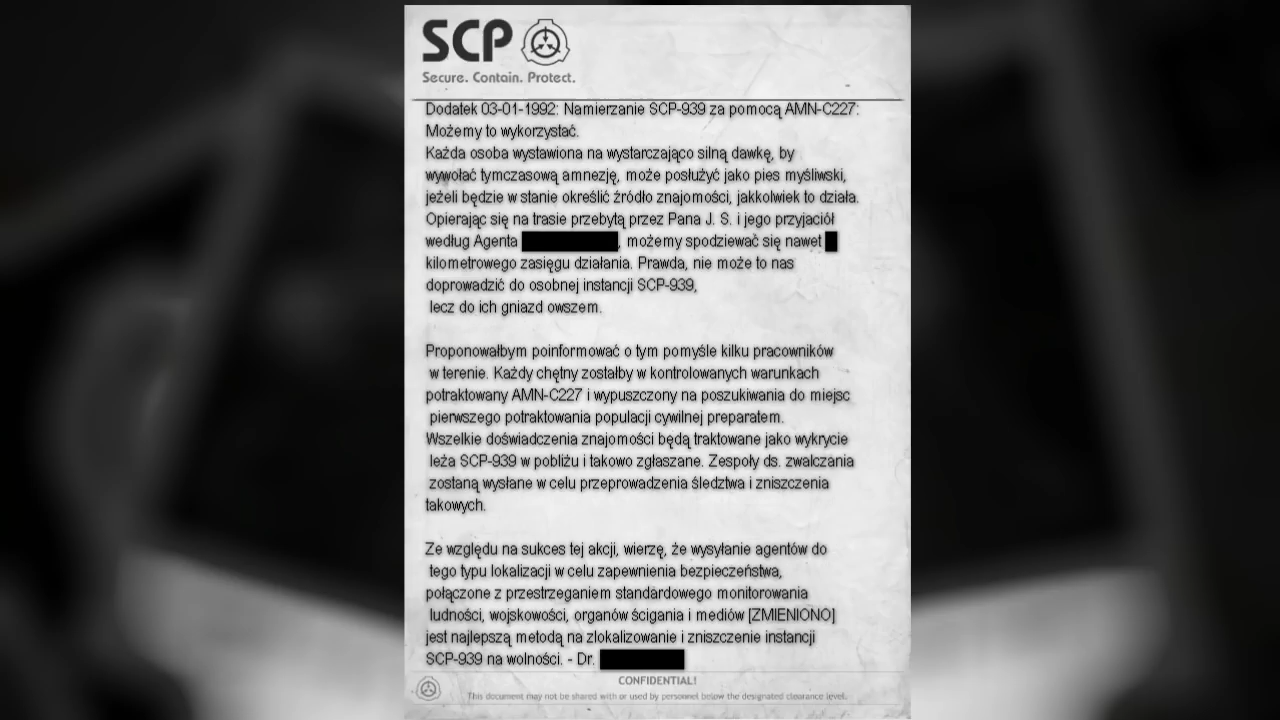 SCP
Secure. Contain. Protect.
Dodatek 03-01-1992: Namierzanie SCP-939 za pomocą AMN-C227:
Możemy to wykorzystać.
Każda osoba wystawiona na wystarczająco silną dawkę, by
wywołać tymczasową amnezję, może posłużyć jako pies myśliwski,
jeżeli będzie w stanie określić źródło znajomości, jakkolwiek to działa.
Opierając się na trasie przebytą przez Pana J. S. i jego przyjaciół
według Agenta , możemy spodziewać się nawet
kilometrowego zasięgu działania. Prawda, nie może to nas
doprowadzić do osobnej instancji SCP-939,
lecz do ich gniazd owszem.
Proponowałbym poinformować o tym pomyśle kilku pracowników
w terenie. Każdy chętny zostałby w kontrolowanych warunkach
potraktowany AMN-C227 i wypuszczony na poszukiwania do miejsc
pierwszego potraktowania populacji cywilnej preparatem.
Wszelkie doświadczenia znajomości będą traktowane jako wykrycie
leża SCP-939 w pobliżu i takowo zgłaszane. Zespoły ds. zwalczania
zostaną wysłane w celu przeprowadzenia śledztwa i zniszczenia
takowych.
Ze względu na sukces tej akcji, wierzę, że wysyłanie agentów do
tego typu lokalizacji w celu zapewnienia bezpieczeństwa,
połączone z przestrzeganiem standardowego monitorowania
ludności, wojskowości, organów ścigania i mediów [ZMIENIONO]
jest najlepszą metodą na zlokalizowanie i zniszczenie instancji
SCP-939 na wolności. - Dr.
CONFIDENTIAL!
This document may not be shared with or used by personnel below the designated clearance level.